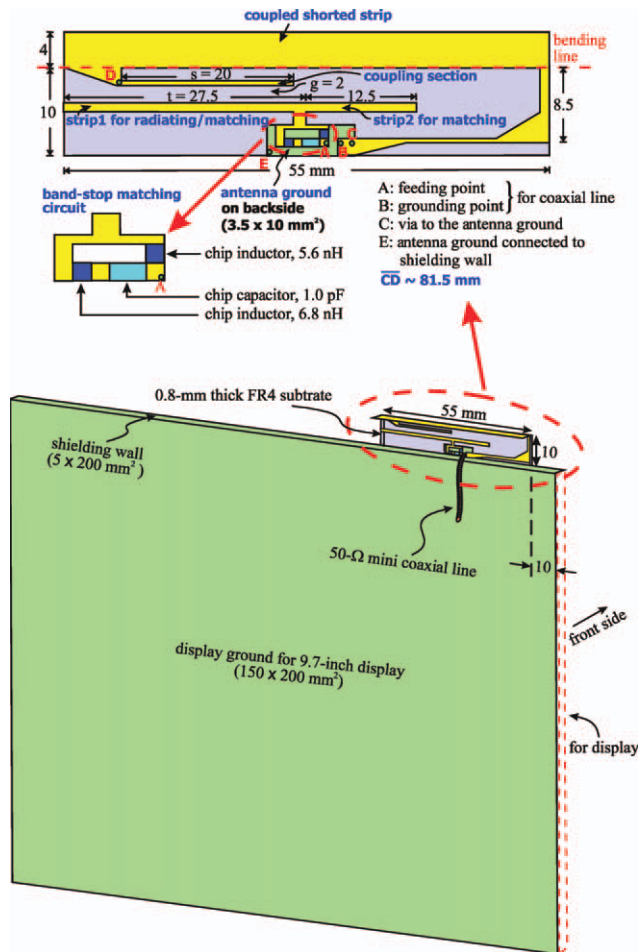 coupled shorted strip
bending
line
4
D
s = 20
coupling section
g = 2
10
t = 27.5
12.5
8.5
strip1 for radiating/matching
strip2 for matching
C
E
A
B
55 mm
band-stop matching
circuit
antenna ground
on backside
(3.5 x 10 mm²)
A: feeding point
B: grounding point
for coaxial line
C: via to the antenna ground
E: antenna ground connected to
shielding wall
CD ~ 81.5 mm
chip inductor, 5.6 nH
A
chip capacitor, 1.0 pF
chip inductor, 6.8 nH
0.8-mm thick FR4 subtrate
55 mm
10
shielding wall
(5 x 200 mm²)
50-Ω mini coaxial line
10
front side
display ground for 9.7-inch display
(150 x 200 mm²)
for display